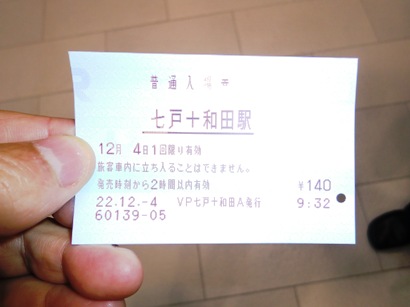 普通入場券
七戸十和田駅
12月 4日1回限り有効
旅客車内に立ち入ることはできません。
発売時刻から2時間以内有効 ¥140
22.12.-4 VP七戸十和田A発行 9:32
60139-05